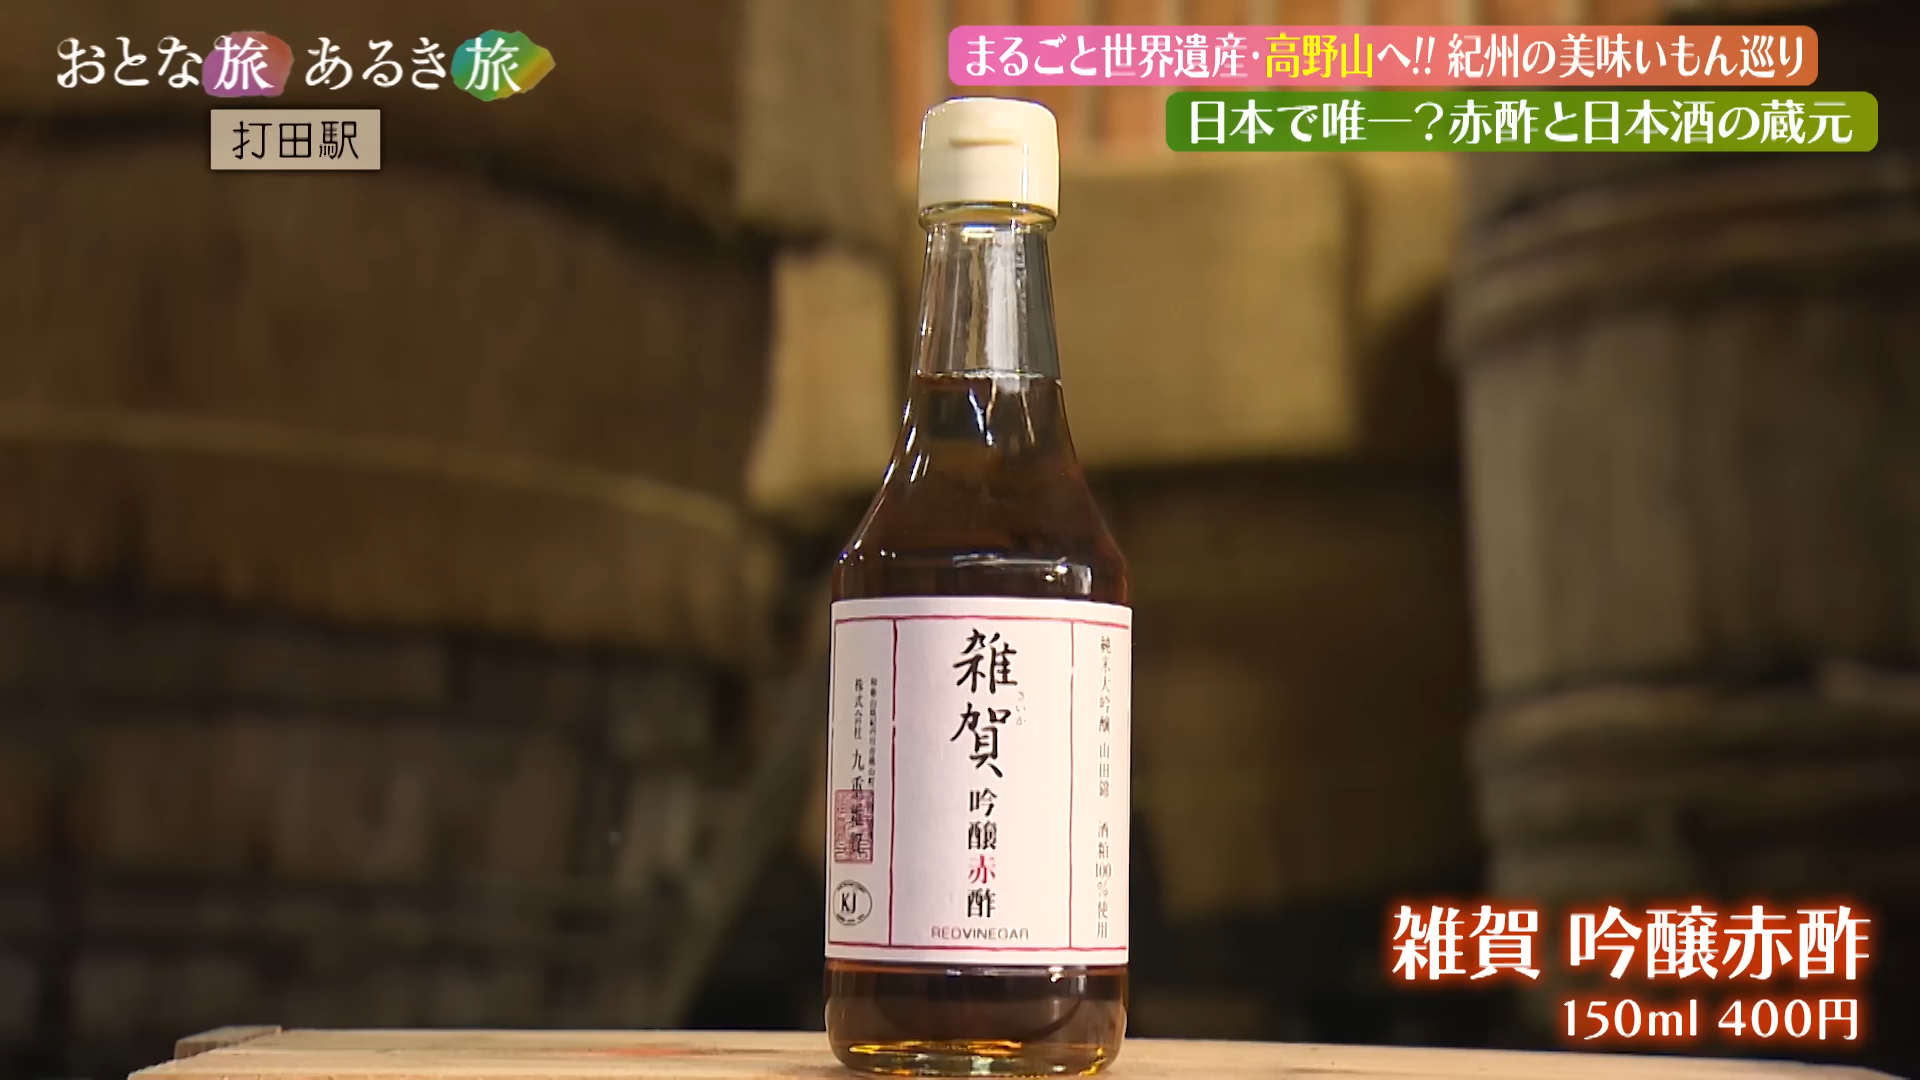 おとな旅 あるき旅
打田駅
まるごと世界遺産・高野山へ!! 紀州の美味いもん巡り
日本で唯一?赤酢と日本酒の蔵元
純米大吟醸 山田錦 酒粕100%使用
雑賀
さいか
吟醸赤酢
REDVINEGAR
株式会社 九重雑賀
KJ
雑賀 吟醸赤酢
150ml 400円